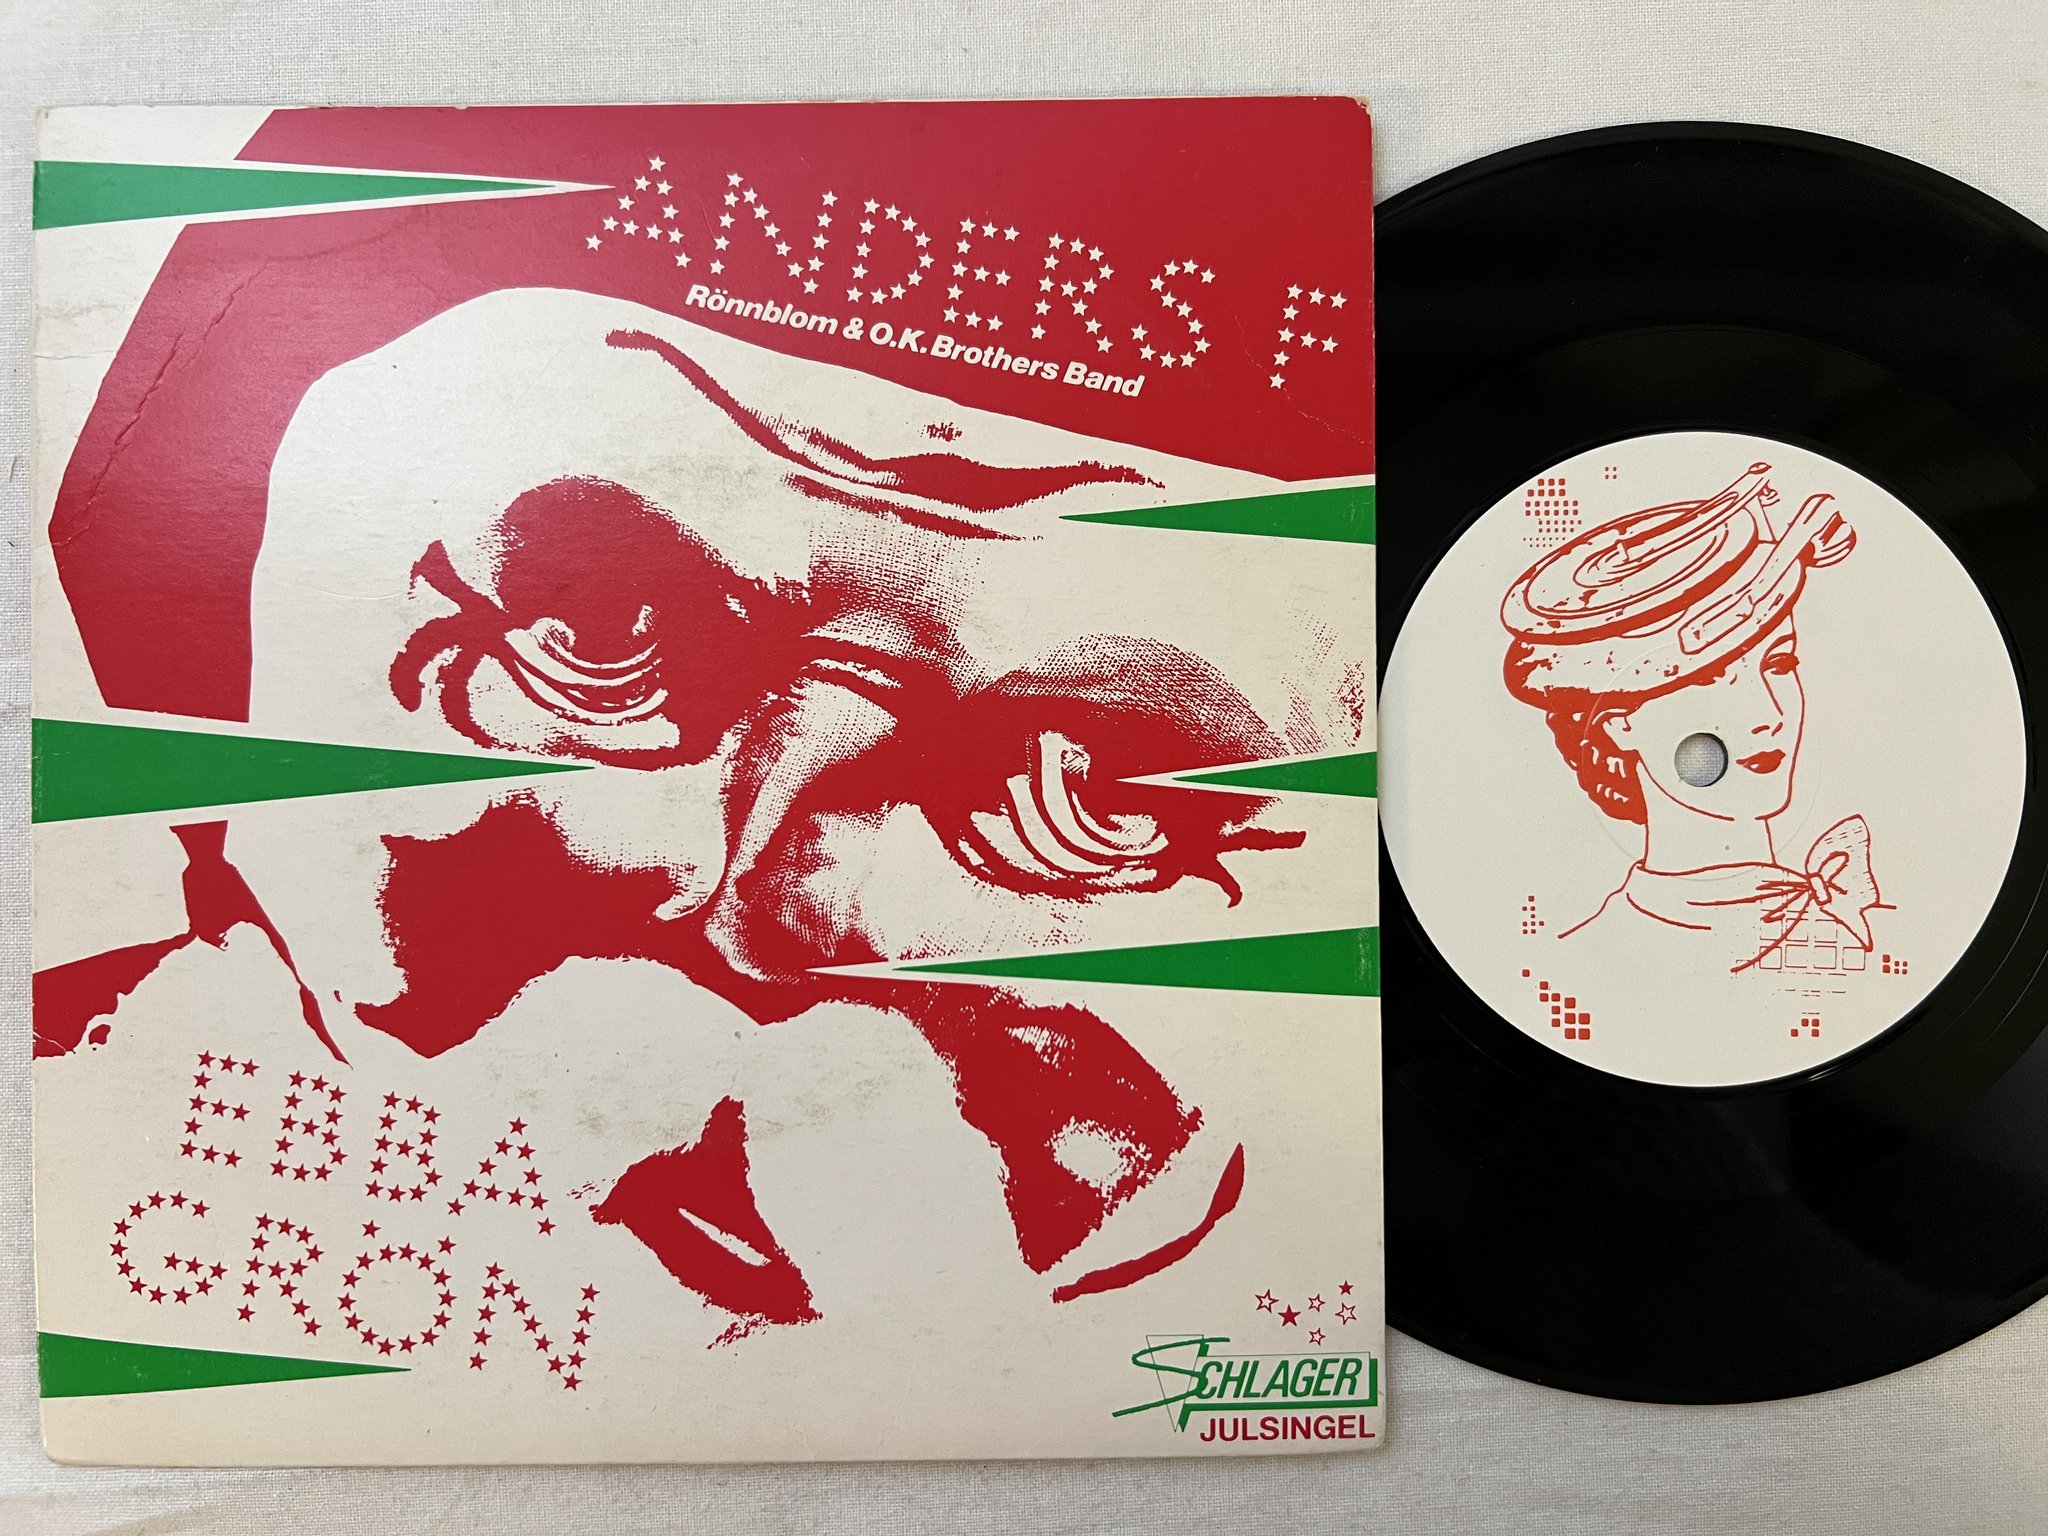 ANDERS F
Rönnblom & O.K. Brothers Band
EBBA
GRÖN
SCHLAGER
JULSINGEL